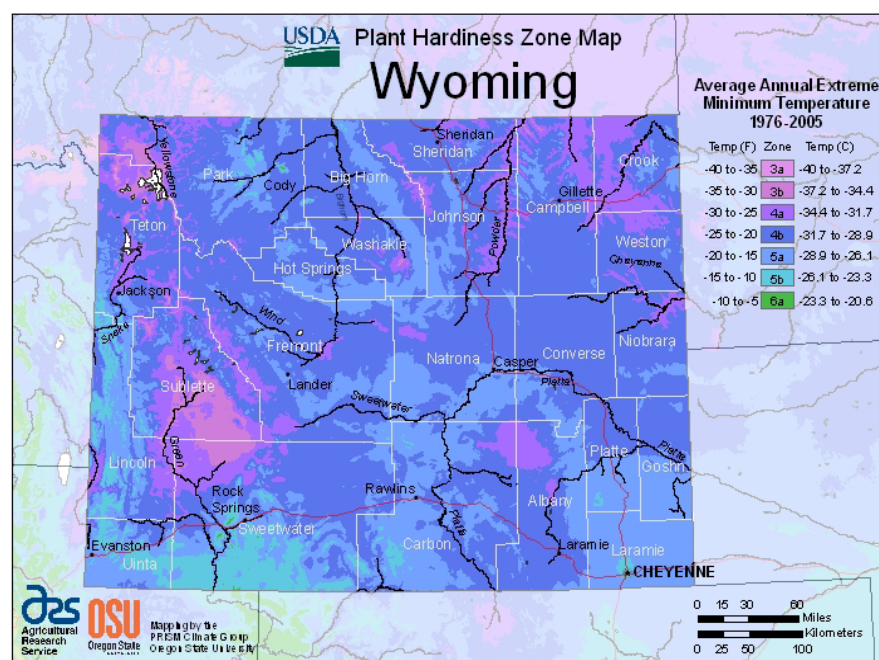 USDA Plant Hardiness Zone Map
Wyoming
Average Annual Extreme
Minimum Temperature
1976-2005
Temp (F) Zone Temp (C)
-40 to -35 3a -40 to -37.2
-35 to -30 3b -37.2 to -34.4
-30 to -25 4a -34.4 to -31.7
-25 to -20 4b -31.7 to -28.9
-20 to -15 5a -28.9 to -26.1
-15 to -10 5b -26.1 to -23.3
-10 to -5 6a -23.3 to -20.6
Sheridan
Sheridan
Yellowstone
Park
Cody
Big Horn
Crook
Gillette
Campbell
Johnson
Powder
Teton
Washakie
Weston
Hot Springs
Cheyenne
Jackson
Snake
Wind
Fremont
Natrona
Casper
Converse
Niobrara
Platte
Sublette
Lander
Sweetwater
Green
Lincoln
Platte
Platte
Goshn
Rock
Springs
Rawlins
Albany
Sweetwater
Platte
Carbon
Laramie
Laramie
Evanston
Uinta
CHEYENNE
ars
Agricultural
Research
Service
OSU
Oregon State
Mapping by the
PRISM Climate Group
Oregon State University
0 15 30 60
Miles
Kilometers
0 25 50 100